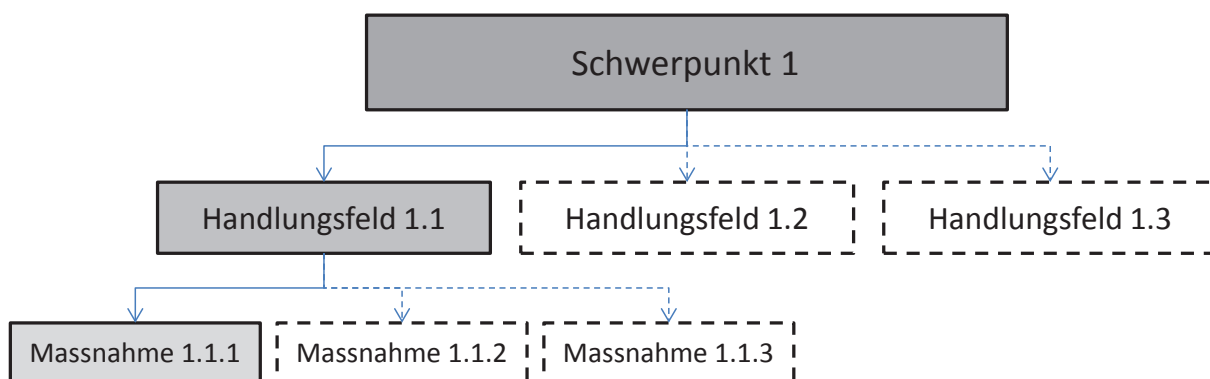 Schwerpunkt 1
Handlungsfeld 1.1
Handlungsfeld 1.2
Handlungsfeld 1.3
Massnahme 1.1.1
Massnahme 1.1.2
Massnahme 1.1.3